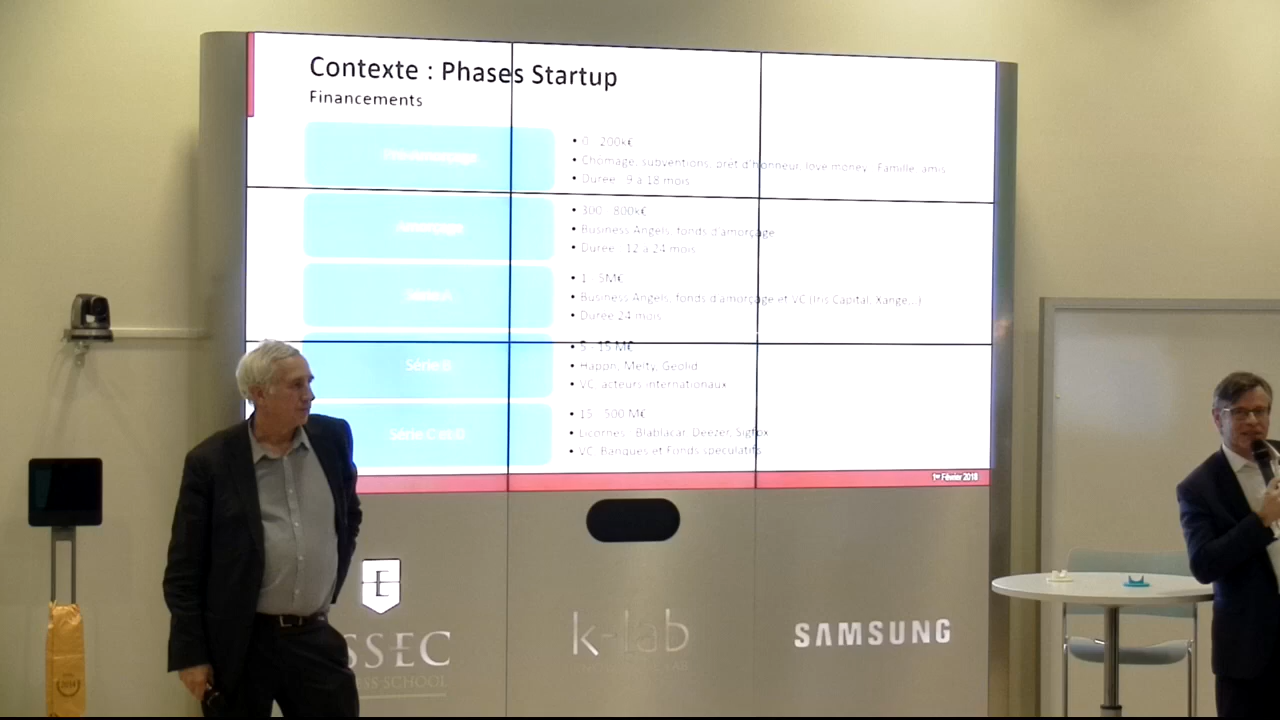 Contexte : Phases Startup
Financements
• 0 - 200k€
• Chomage, subventions, prêt d'honneur, love money : Famille, amis
• Durée : 9 à 18 mois
• 300 - 800k€
• Business Angels, fonds d'amorçage
• Durée : 12 à 24 mois
• 1 - 5M€
• Business Angels, fonds d'amorçage et VC (Iris Capital, Xange,..)
• Durée 24 mois
Série B
• 5 - 15 M€
• Happn, Melty, Geolid
• VC, acteurs internationaux
• 15 - 500 M€
• Licornes : Blablacar, Deezer, Sigfox
• VC, Banques et Fonds speculatifs
1er Février 2018
E
SSEC
k-lab
SAMSUNG